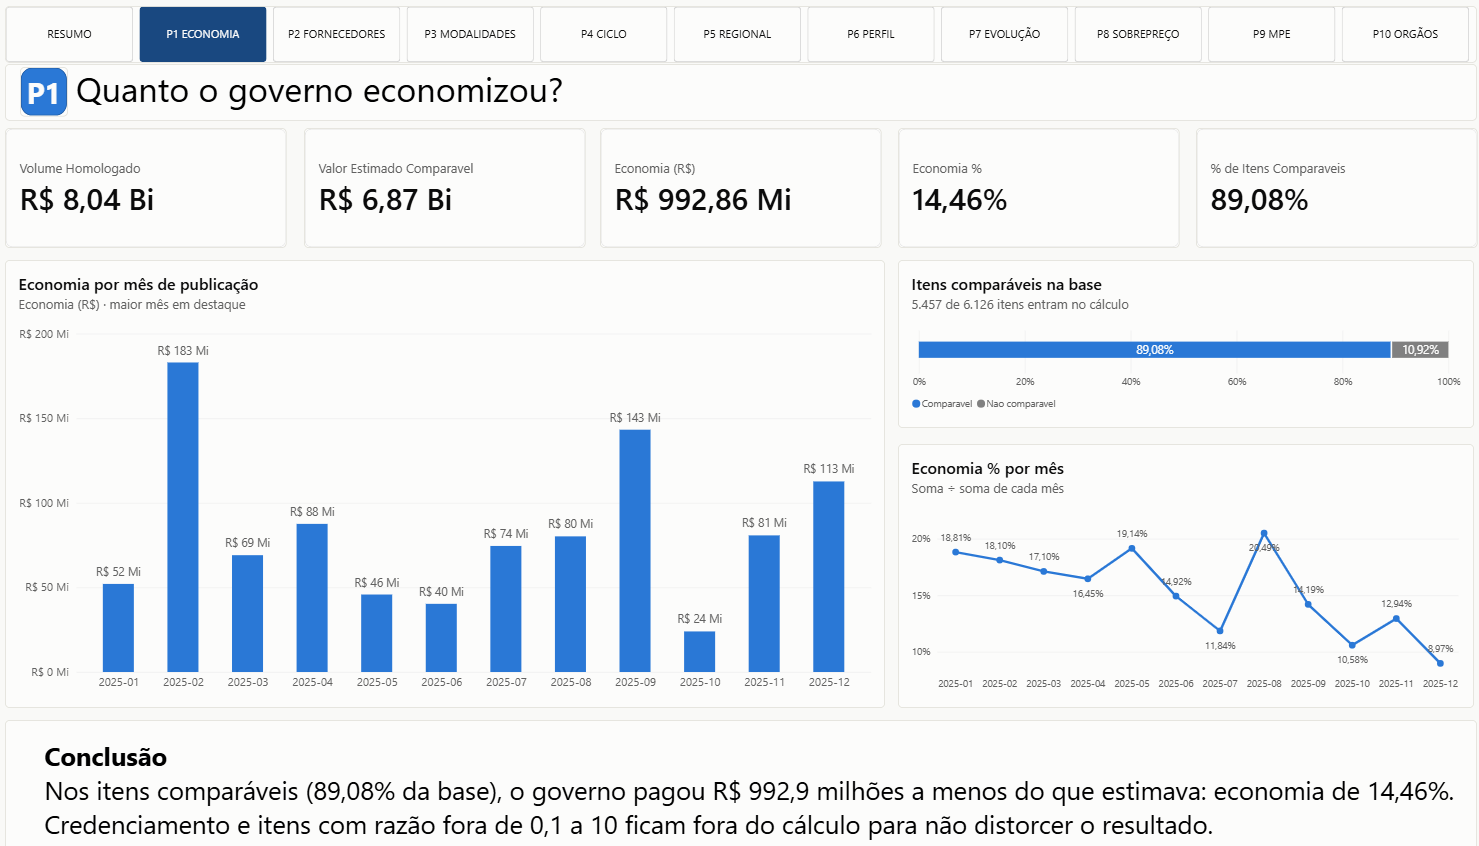 RESUMO
P1 ECONOMIA
P2 FORNECEDORES
P3 MODALIDADES
P4 CICLO
P5 REGIONAL
P6 PERFIL
P7 EVOLUÇÃO
P8 SOBREPREÇO
P9 MPE
P10 ORGÃOS
P1 Quanto o governo economizou?
Volume Homologado
R$ 8,04 Bi
Valor Estimado Comparavel
R$ 6,87 Bi
Economia (R$)
R$ 992,86 Mi
Economia %
14,46%
% de Itens Comparaveis
89,08%
Economia por mês de publicação
Economia (R$) · maior mês em destaque
R$ 200 Mi
R$ 150 Mi
R$ 100 Mi
R$ 50 Mi
R$ 0 Mi
R$ 52 Mi
R$ 183 Mi
R$ 69 Mi
R$ 88 Mi
R$ 46 Mi
R$ 40 Mi
R$ 74 Mi
R$ 80 Mi
R$ 143 Mi
R$ 24 Mi
R$ 81 Mi
R$ 113 Mi
2025-01 2025-02 2025-03 2025-04 2025-05 2025-06 2025-07 2025-08 2025-09 2025-10 2025-11 2025-12
Itens comparáveis na base
5.457 de 6.126 itens entram no cálculo
89,08% 10,92%
0% 20% 40% 60% 80% 100%
Comparavel Nao comparavel
Economia % por mês
Soma ÷ soma de cada mês
20%
15%
10%
18,81%
18,10%
17,10%
16,45%
19,14%
14,92%
11,84%
20,49%
14,19%
10,58%
12,94%
8,97%
2025-01 2025-02 2025-03 2025-04 2025-05 2025-06 2025-07 2025-08 2025-09 2025-10 2025-11 2025-12
Conclusão
Nos itens comparáveis (89,08% da base), o governo pagou R$ 992,9 milhões a menos do que estimava: economia de 14,46%.
Credenciamento e itens com razão fora de 0,1 a 10 ficam fora do cálculo para não distorcer o resultado.